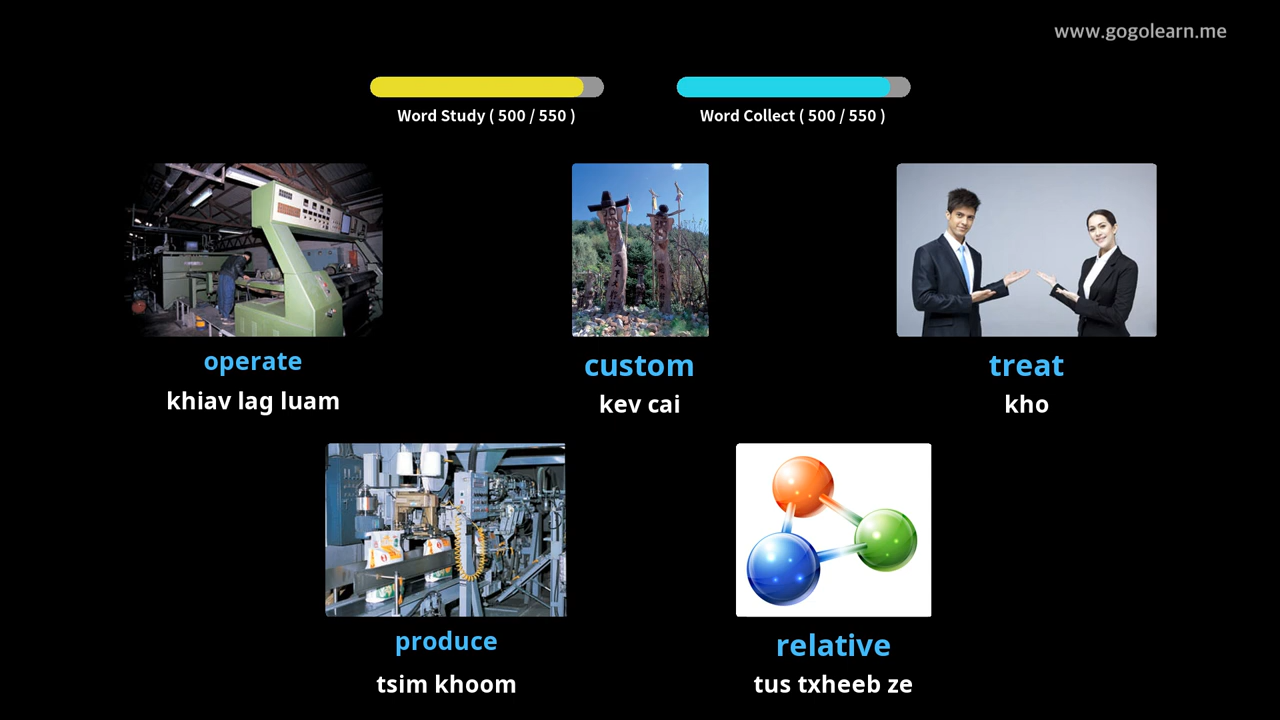 www.gogolearn.me
Word Study ( 500 / 550 )
Word Collect ( 500 / 550 )
operate
khiav lag luam
custom
kev cai
treat
kho
produce
tsim khoom
relative
tus txheeb ze